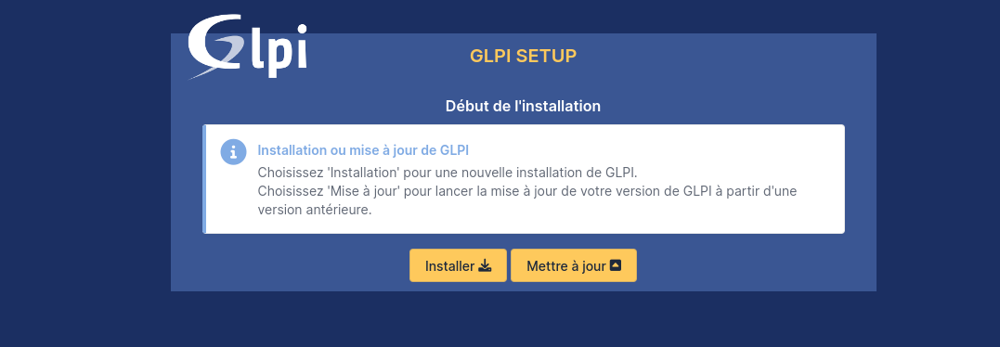 Glpi
GLPI SETUP
Début de l'installation
Installation ou mise à jour de GLPI
Choisissez 'Installation' pour une nouvelle installation de GLPI.
Choisissez 'Mise à jour' pour lancer la mise à jour de votre version de GLPI à partir d'une
version antérieure.
Installer
Mettre à jour